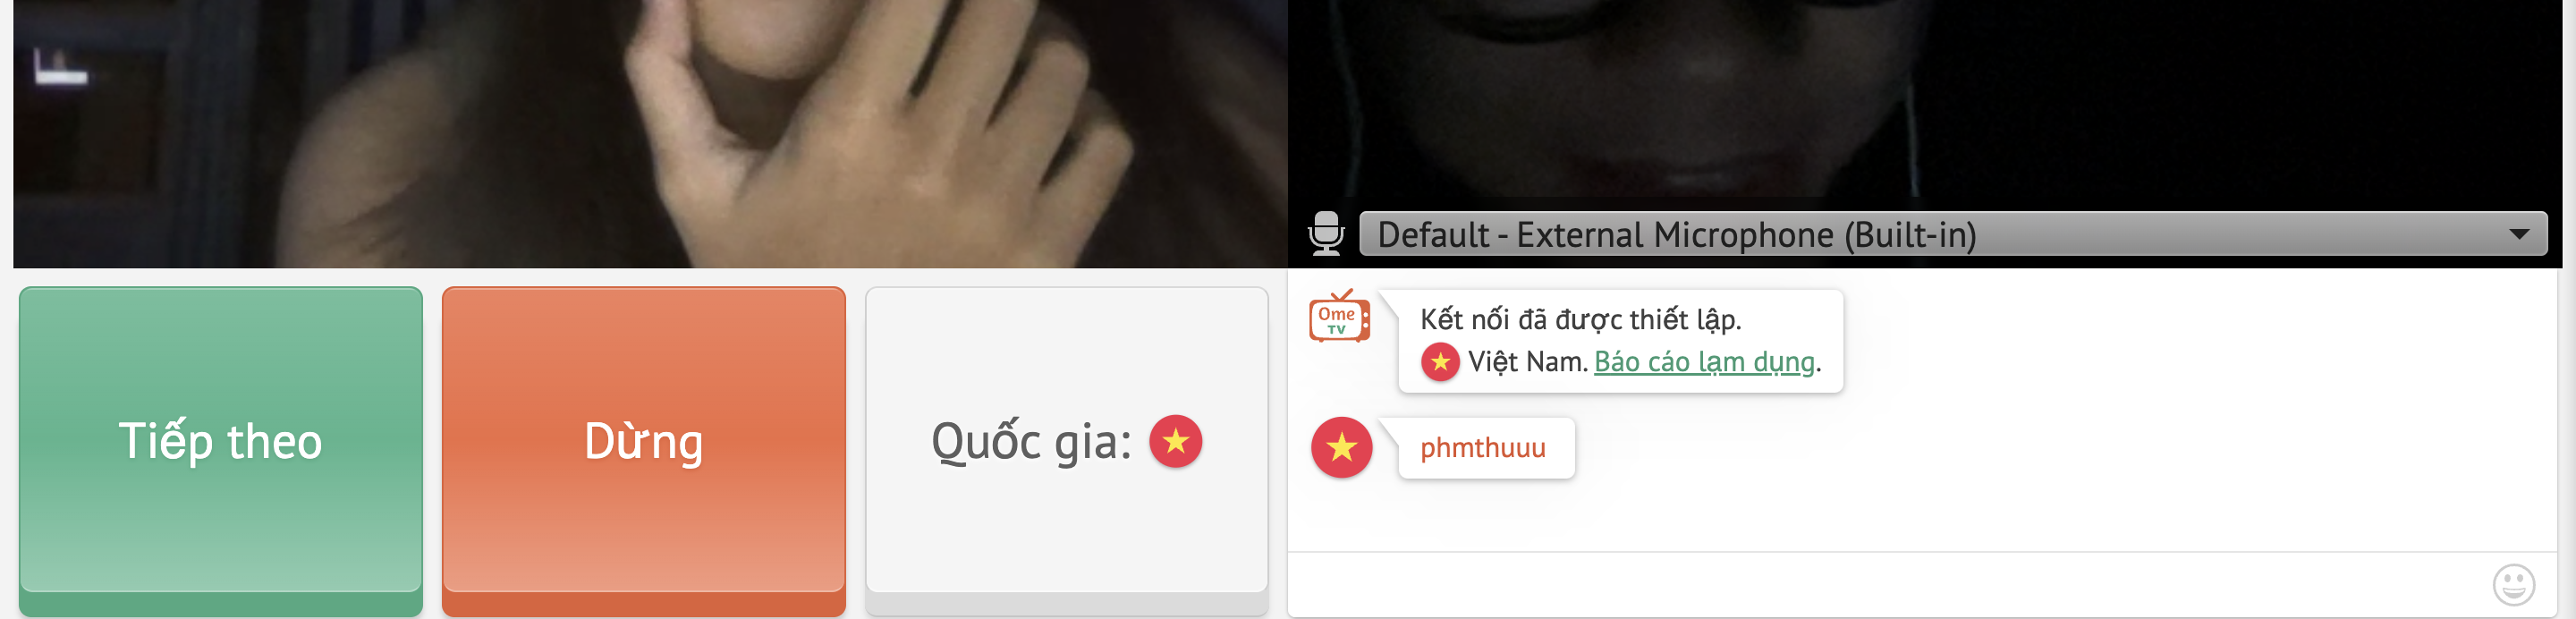 Default - External Microphone (Built-in)
Tiếp theo
Dừng
Quốc gia:
Ome
TV
Kết nối đã được thiết lập.
Việt Nam. Báo cáo lạm dụng.
phmthuuu